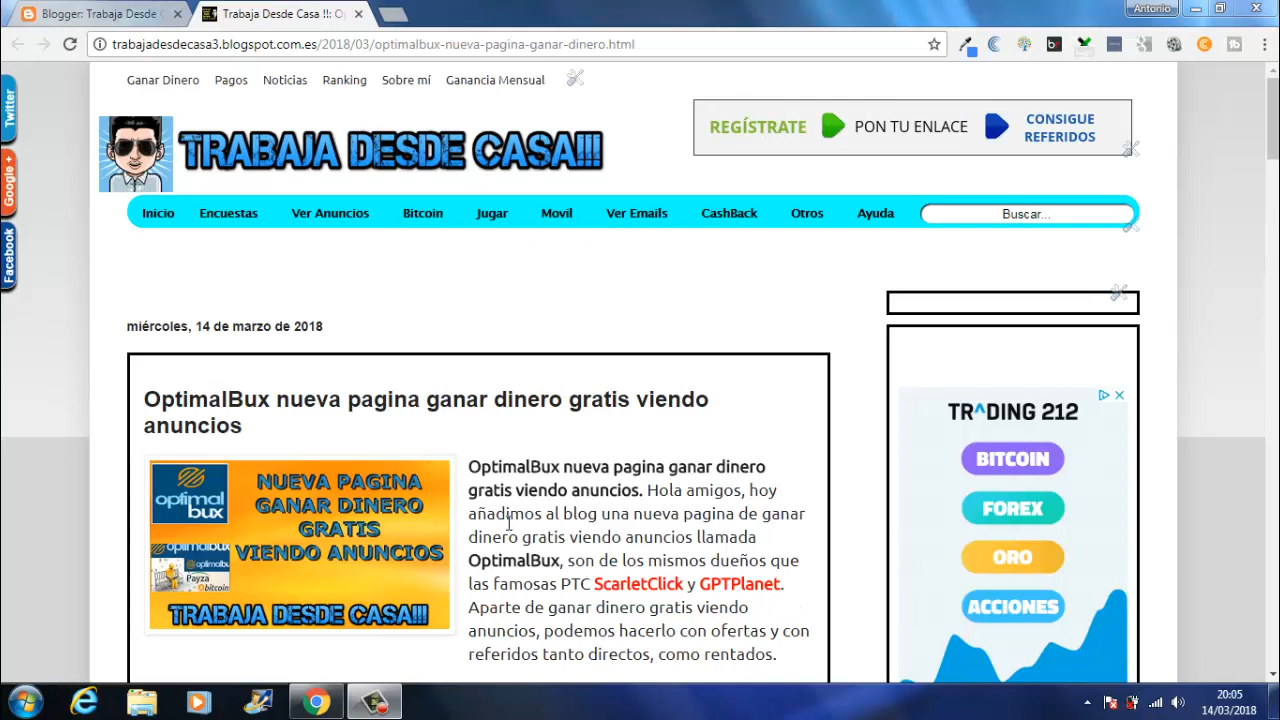 Blogger: Trabaja Desde C
Trabaja Desde Casa !!: O
Antonio
trabajadesdecasa3.blogspot.com.es/2018/03/optimalbux-nueva-pagina-ganar-dinero.html
Twitter
Google +
Facebook
Ganar Dinero Pagos Noticias Ranking Sobre mí Ganancia Mensual
TRABAJA DESDE CASA!!!
REGÍSTRATE PON TU ENLACE CONSIGUE
REFERIDOS
Inicio Encuestas Ver Anuncios Bitcoin Jugar Movil Ver Emails CashBack Otros Ayuda Buscar...
miércoles, 14 de marzo de 2018
OptimalBux nueva pagina ganar dinero gratis viendo
anuncios
optimal
bux
NUEVA PAGINA
GANAR DINERO
GRATIS
VIENDO ANUNCIOS
optimalbux
Payza
bitcoin
TRABAJA DESDE CASA!!!
OptimalBux nueva pagina ganar dinero
gratis viendo anuncios. Hola amigos, hoy
añadimos al blog una nueva pagina de ganar
dinero gratis viendo anuncios llamada
OptimalBux, son de los mismos dueños que
las famosas PTC ScarletClick y GPTPlanet.
Aparte de ganar dinero gratis viendo
anuncios, podemos hacerlo con ofertas y con
referidos tanto directos, como rentados.
TRADING 212
BITCOIN
FOREX
ORO
ACCIONES
20:05
14/03/2018